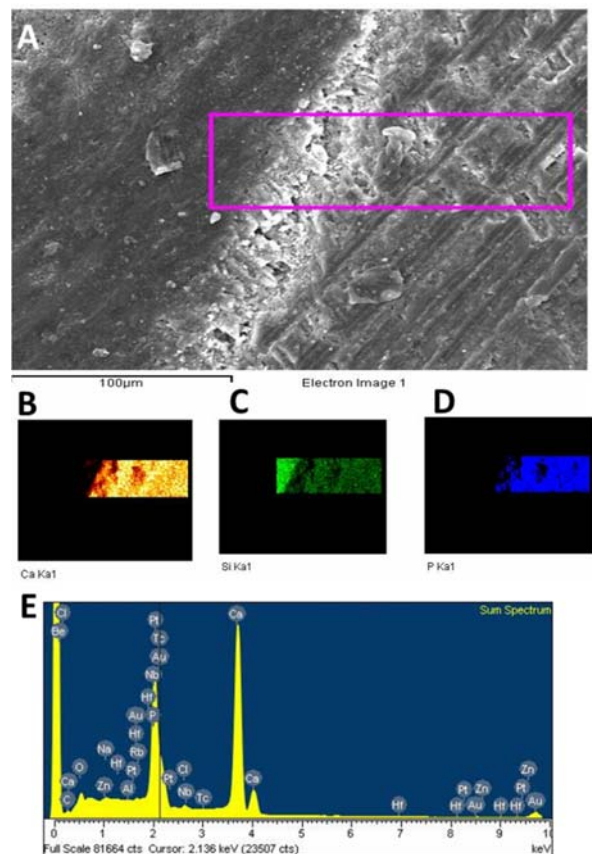 A
100µm Electron Image 1
B C D
Ca Ka1 Si Ka1 P Ka1
E
Sum Spectrum
Cl
Be
Ca
C
O
Na
Zn
Hf
Al
Au
Hf
Pt
Rb
Pt
Tc
Au
Nb
Hf
P
Pt
Cl
Nb
Tc
Ca
Ca
Hf
Hf
Pt
Au
Zn
Hf
Hf
Pt
Zn
Au
0 1 2 3 4 5 6 7 8 9 10
Full Scale 81664 cts Cursor: 2.136 keV (23507 cts) keV